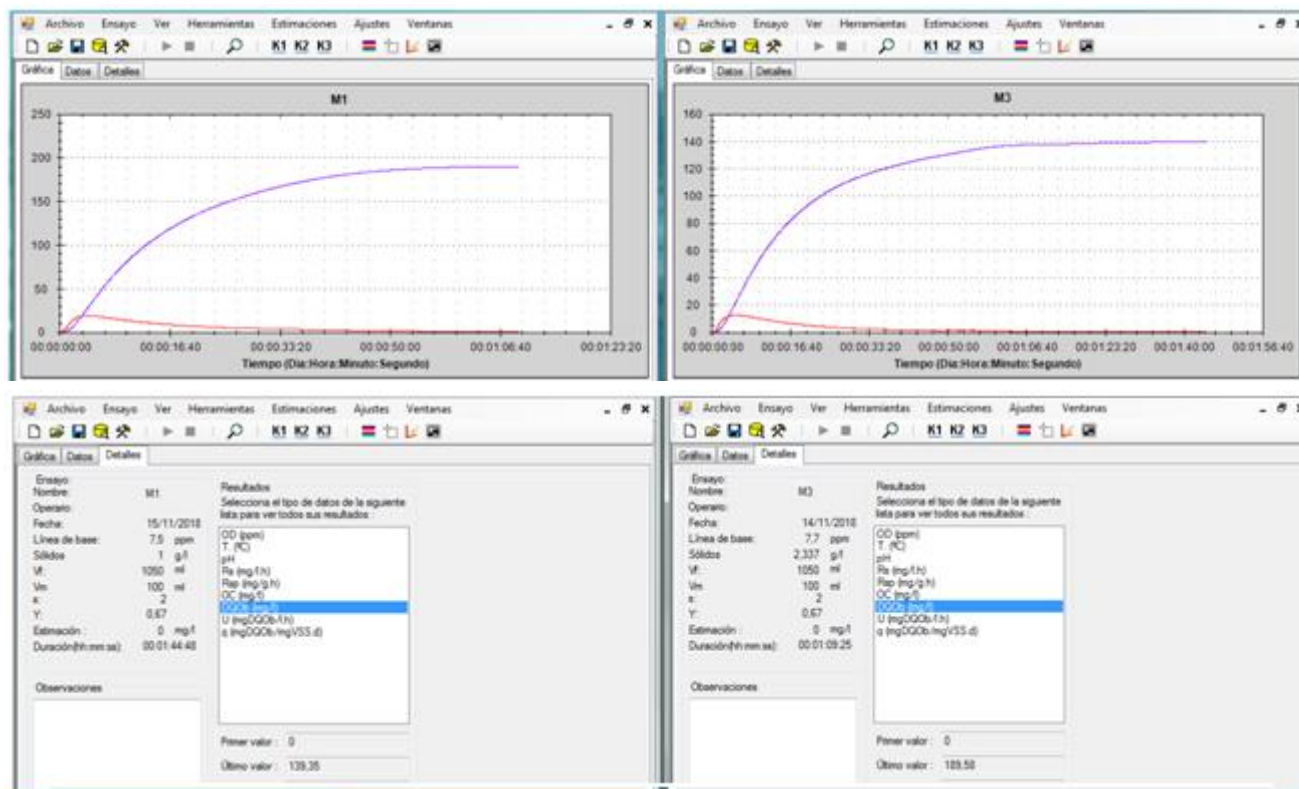 Archivo Ensayo Ver Herramientas Estimaciones Ajustes Ventanas
K1 K2 K3
Gráfica Datos Detalles
M1
250
200
150
100
50
0
00:00:00:00 00:00:16:40 00:00:33:20 00:00:50:00 00:01:06:40 00:01:23:20
Tiempo (Dia:Hora:Minuto:Segundo)
Archivo Ensayo Ver Herramientas Estimaciones Ajustes Ventanas
K1 K2 K3
Gráfica Datos Detalles
M3
160
140
120
100
80
60
40
20
0
00:00:00:00 00:00:16:40 00:00:33:20 00:00:50:00 00:01:06:40 00:01:23:20 00:01:40:00 00:01:56:40
Tiempo (Dia:Hora:Minuto:Segundo)
Archivo Ensayo Ver Herramientas Estimaciones Ajustes Ventanas
K1 K2 K3
Gráfica Datos Detalles
Ensayo
Nombre: M1
Operario:
Fecha: 15/11/2018
Línea de base: 7,5 ppm
Sólidos 1 g/l
Vf: 1050 ml
Vm 100 ml
2
Y: 0,67
Estimación : 0 mg/l
Duración(hh:mm:ss): 00:01:44:48
Observaciones
Resultados
Selecciona el tipo de datos de la siguiente
lista para ver todos sus resultados
OD (ppm)
T. (ºC)
pH
Rs (mg/l.h)
Rsp (mg/g.h)
OC (mg/l)
DQOb (mg/l)
U (mgDQOb/l.h)
q (mgDQOb/mgVSS.d)
Primer valor : 0
Último valor : 139,35
Archivo Ensayo Ver Herramientas Estimaciones Ajustes Ventanas
K1 K2 K3
Gráfica Datos Detalles
Ensayo
Nombre: M3
Operario:
Fecha: 14/11/2018
Línea de base: 7,7 ppm
Sólidos 2,337 g/l
Vf: 1050 ml
Vm 100 ml
2
Y: 0,67
Estimación : 0 mg/l
Duración(hh:mm:ss): 00:01:09:25
Observaciones
Resultados
Selecciona el tipo de datos de la siguiente
lista para ver todos sus resultados
OD (ppm)
T. (ºC)
pH
Rs (mg/l.h)
Rsp (mg/g.h)
OC (mg/l)
DQOb (mg/l)
U (mgDQOb/l.h)
q (mgDQOb/mgVSS.d)
Primer valor : 0
Último valor : 189,58